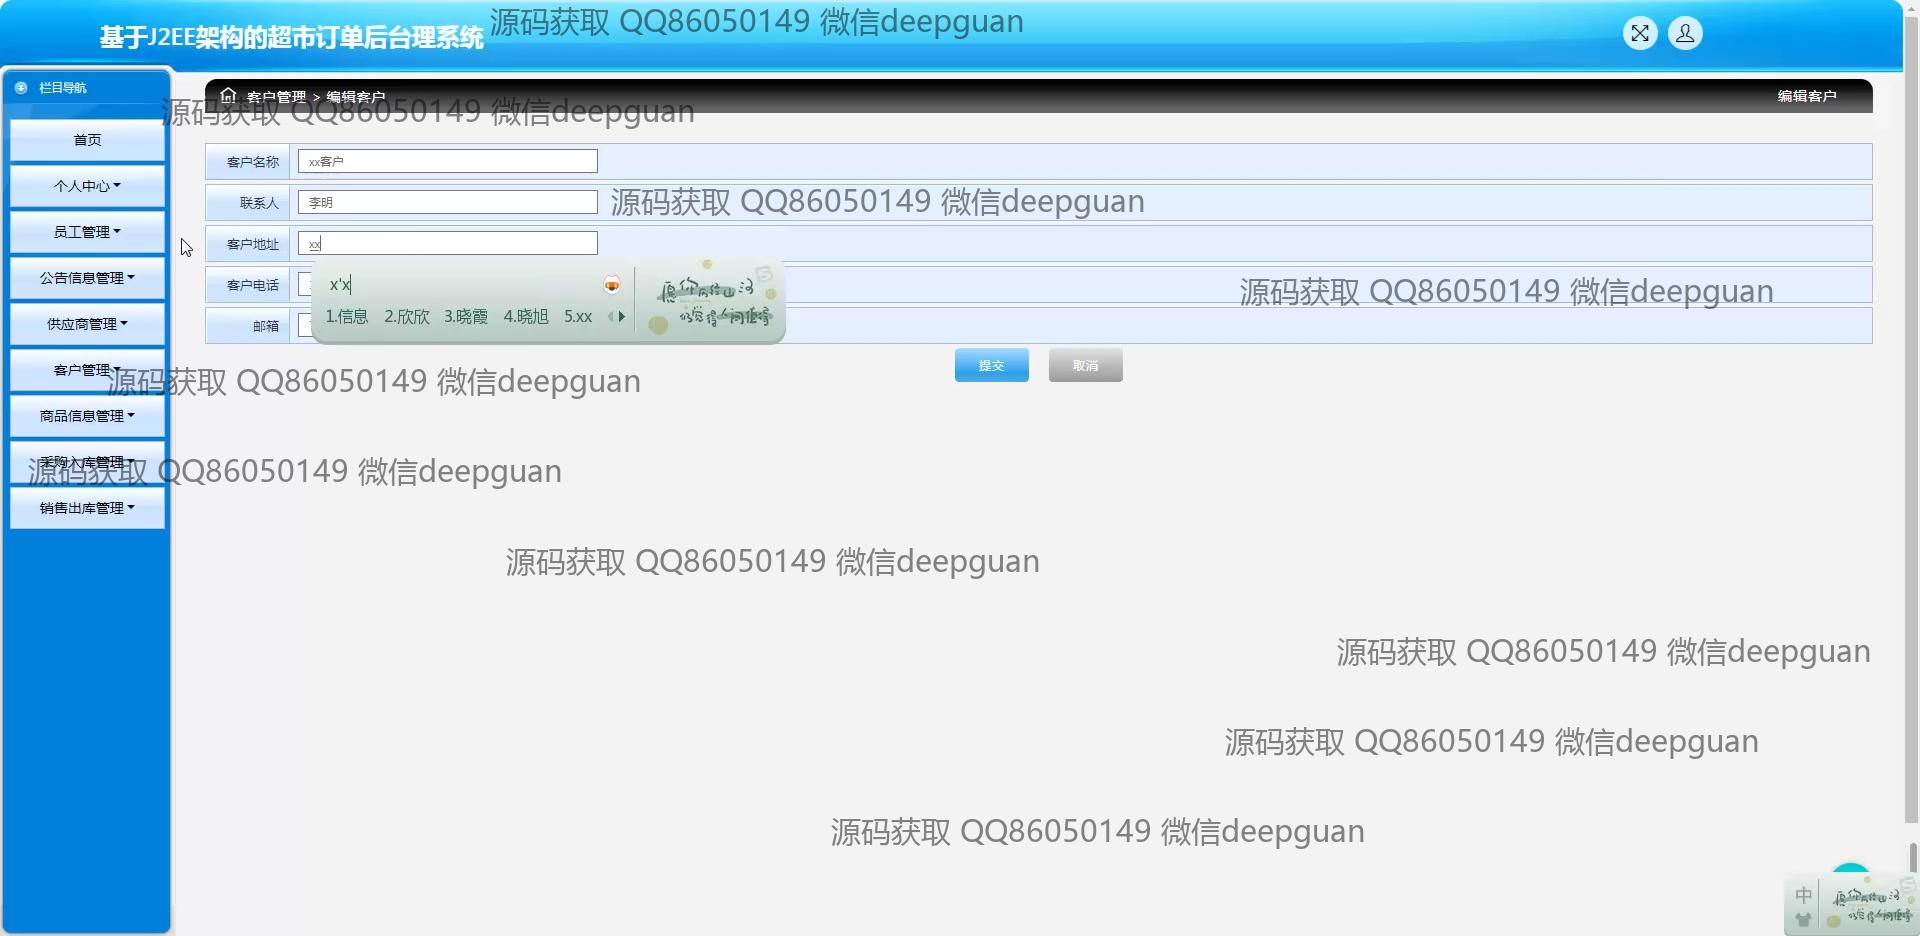 基于J2EE架构的超市订单后台理系统
源码获取 QQ86050149 微信deepguan
栏目导航
客户管理 > 编辑客户
编辑客户
源码获取 QQ86050149 微信deepguan
首页
个人中心
员工管理
公告信息管理
供应商管理
客户管理
商品信息管理
采购入库管理
销售出库管理
客户名称 xx客户
联系人 李明
源码获取 QQ86050149 微信deepguan
客户地址 xx
客户电话
邮箱
x'x
1.信息 2.欣欣 3.晓霞 4.晓旭 5.xx
源码获取 QQ86050149 微信deepguan
提交 取消
源码获取 QQ86050149 微信deepguan
源码获取 QQ86050149 微信deepguan
源码获取 QQ86050149 微信deepguan
源码获取 QQ86050149 微信deepguan
源码获取 QQ86050149 微信deepguan
源码获取 QQ86050149 微信deepguan
中